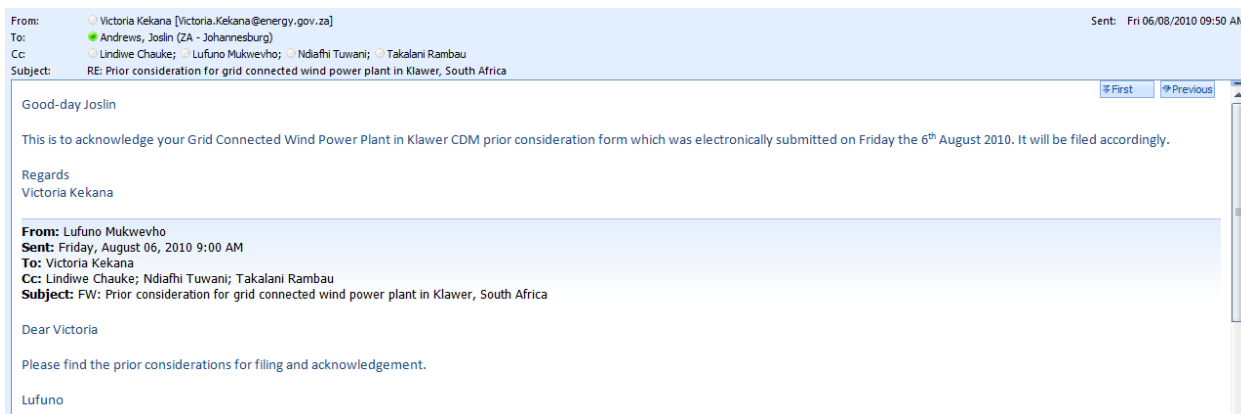 From: Victoria Kekana [Victoria.Kekana@energy.gov.za] Sent: Fri 06/08/2010 09:50 AM
To: Andrews, Joslin (ZA - Johannesburg)
Cc: Lindiwe Chauke; Lufuno Mukwevho; Ndiafhi Tuwani; Takalani Rambau
Subject: RE: Prior consideration for grid connected wind power plant in Klawer, South Africa
First Previous
Good-day Joslin
This is to acknowledge your Grid Connected Wind Power Plant in Klawer CDM prior consideration form which was electronically submitted on Friday the 6th August 2010. It will be filed accordingly.
Regards
Victoria Kekana
From: Lufuno Mukwevho
Sent: Friday, August 06, 2010 9:00 AM
To: Victoria Kekana
Cc: Lindiwe Chauke; Ndiafhi Tuwani; Takalani Rambau
Subject: FW: Prior consideration for grid connected wind power plant in Klawer, South Africa
Dear Victoria
Please find the prior considerations for filing and acknowledgement.
Lufuno